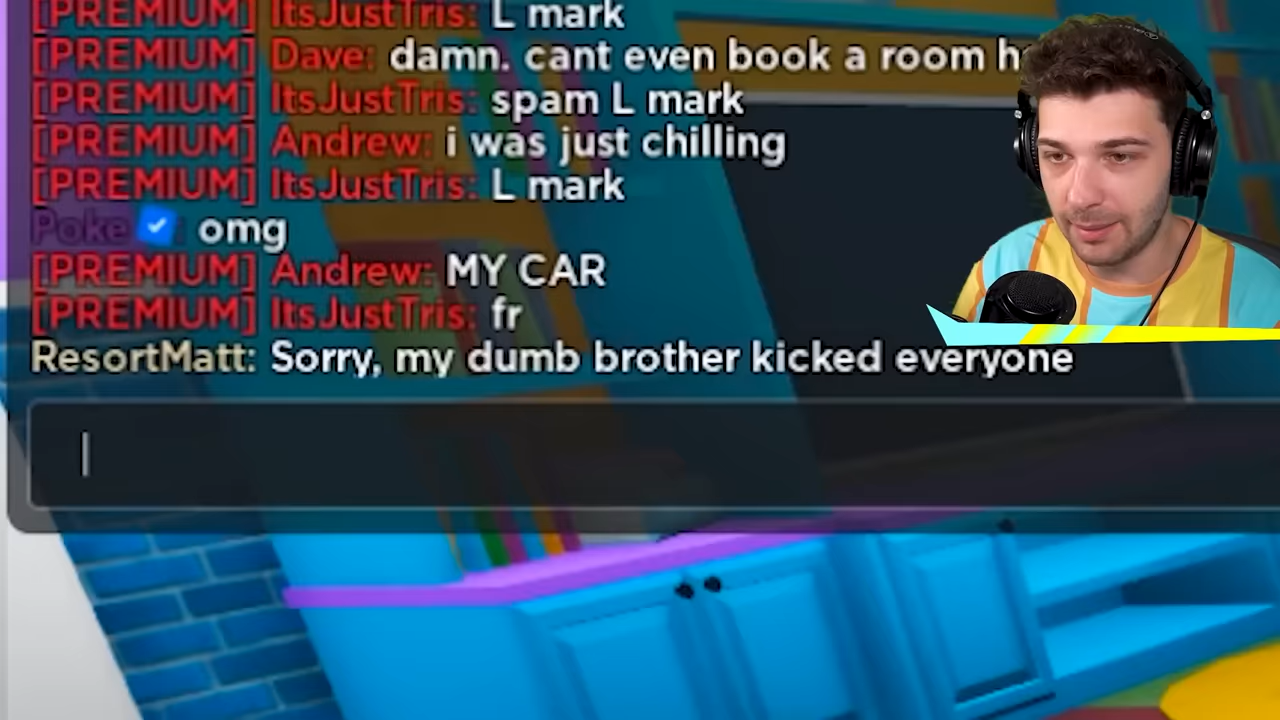 [PREMIUM] ItsJustTris: L mark
[PREMIUM] Dave: damn. cant even book a room
[PREMIUM] ItsJustTris: spam L mark
[PREMIUM] Andrew: i was just chilling
[PREMIUM] ItsJustTris: L mark
Poke: omg
[PREMIUM] Andrew: MY CAR
[PREMIUM] ItsJustTris: fr
ResortMatt: Sorry, my dumb brother kicked everyone